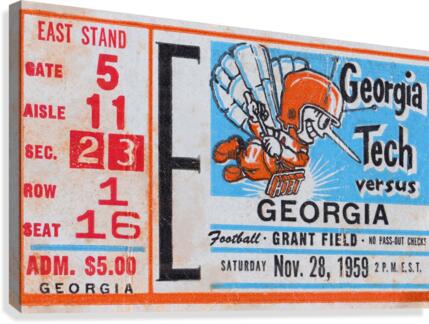 EAST STAND
GATE 5
AISLE 11
SEC. 23
ROW 1
SEAT 16
ADM. $5.00
GEORGIA
E
Georgia
Tech
versus
GEORGIA
Football · GRANT FIELD · NO PASS-OUT CHECKS
SATURDAY Nov. 28, 1959 2 P.M. E.S.T.